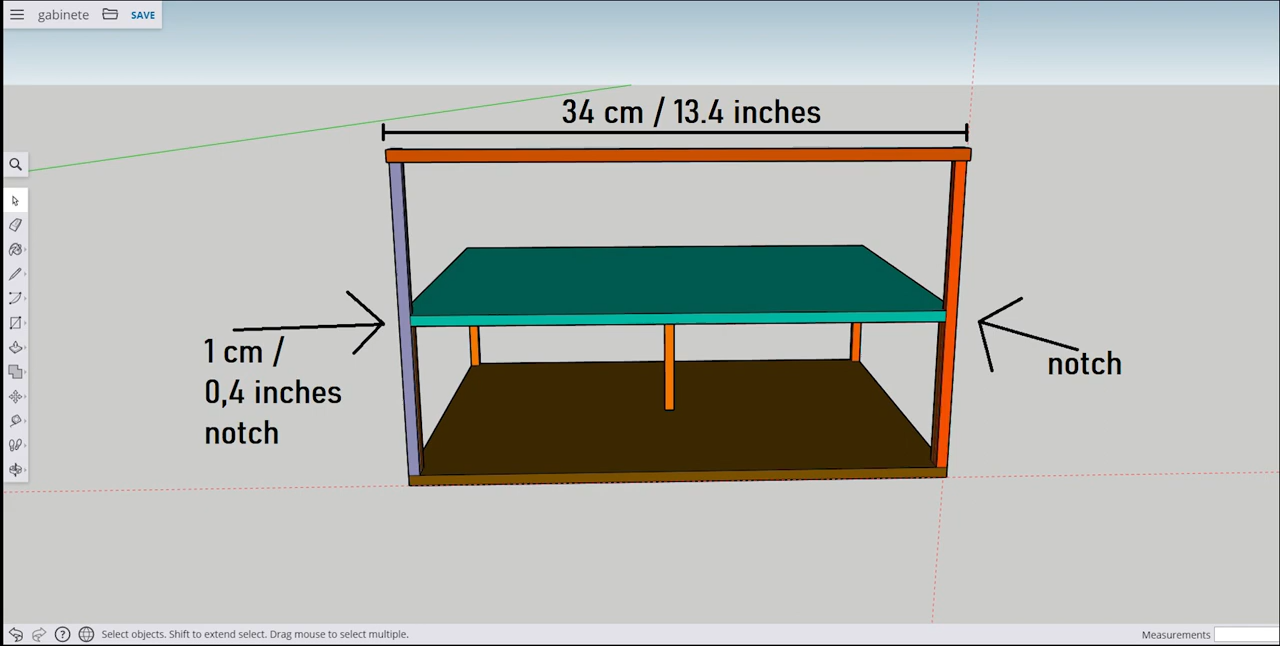 gabinete SAVE
34 cm / 13.4 inches
1 cm /
0,4 inches
notch
notch
Select objects. Shift to extend select. Drag mouse to select multiple.
Measurements